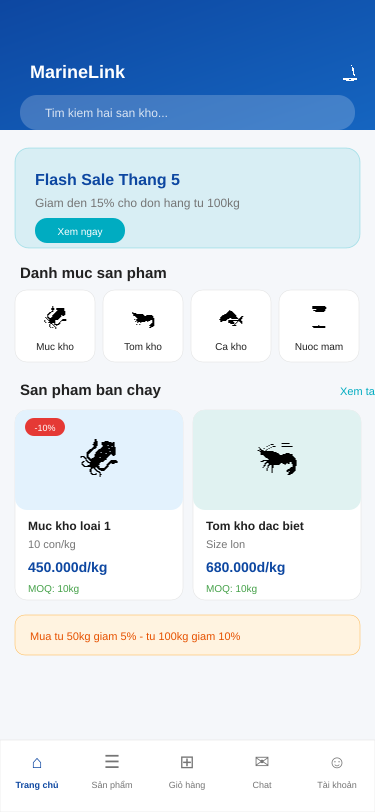 MarineLink
Tim kiem hai san kho...
Flash Sale Thang 5
Giam den 15% cho don hang tu 100kg
Xem ngay
Danh muc san pham
Muc kho
Tom kho
Ca kho
Nuoc mam
San pham ban chay
Xem ta
-10%
Muc kho loai 1
10 con/kg
450.000d/kg
MOQ: 10kg
Tom kho dac biet
Size lon
680.000d/kg
MOQ: 10kg
Mua tu 50kg giam 5% - tu 100kg giam 10%
Trang chủ
Sản phẩm
Giỏ hàng
Chat
Tài khoản